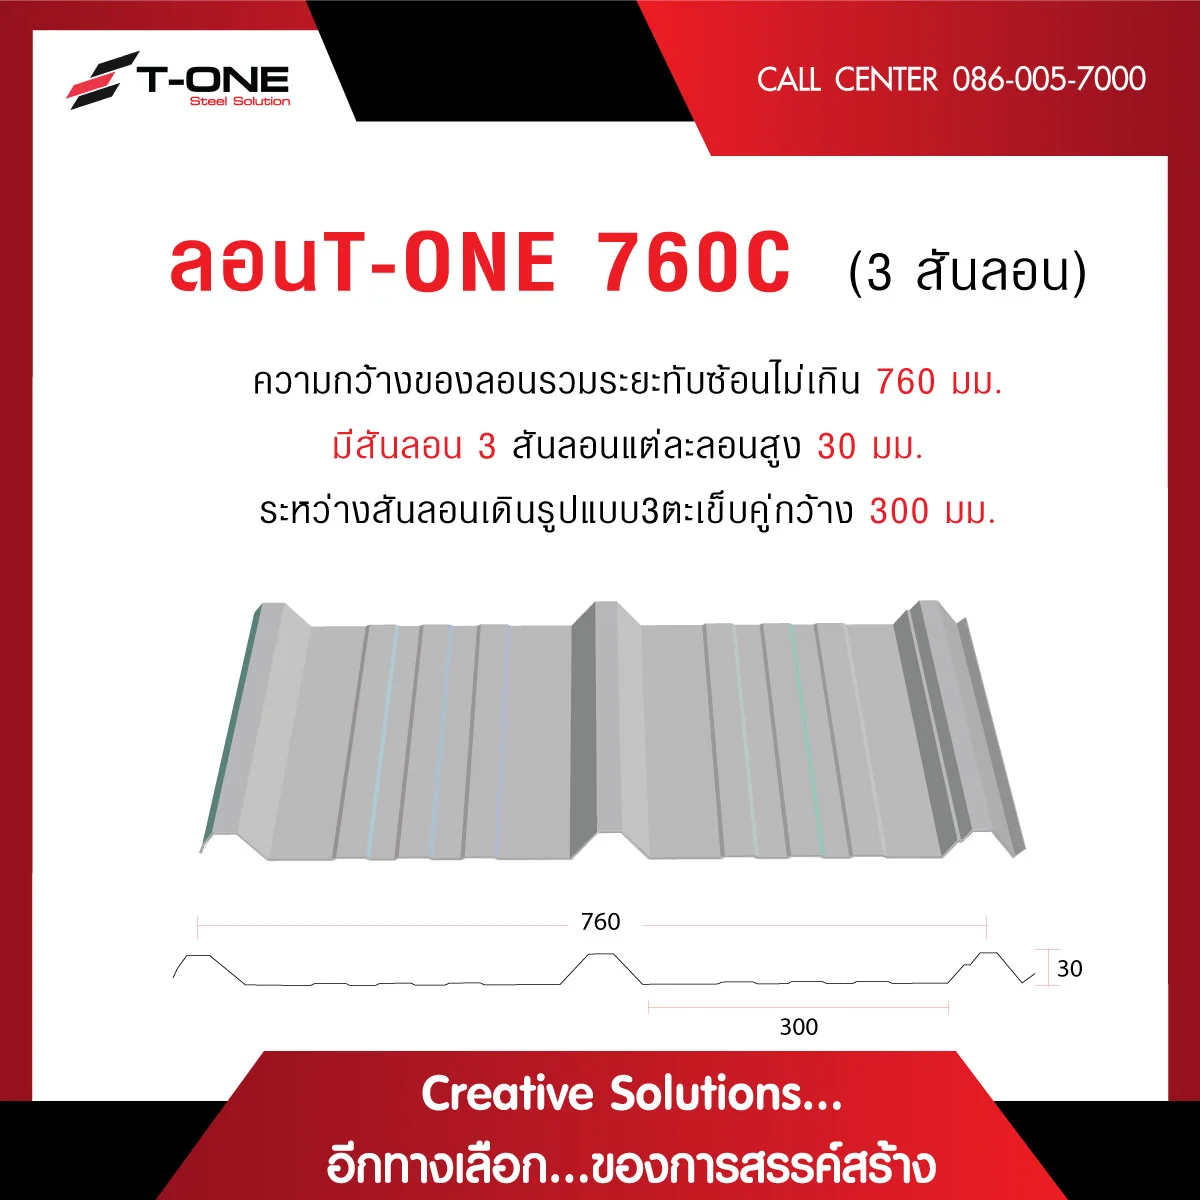 T-ONE
Steel Solution
CALL CENTER 086-005-7000
ลอนT-ONE 760C (3 สันลอน)
ความกว้างของลอนรวมระยะทับซ้อนไม่เกิน 760 มม.
มีสันลอน 3 สันลอนแต่ละลอนสูง 30 มม.
ระหว่างสันลอนเดินรูปแบบ3ตะเข็บคู่กว้าง 300 มม.
760
30
300
Creative Solutions...
อีกทางเลือก...ของการสรรค์สร้าง